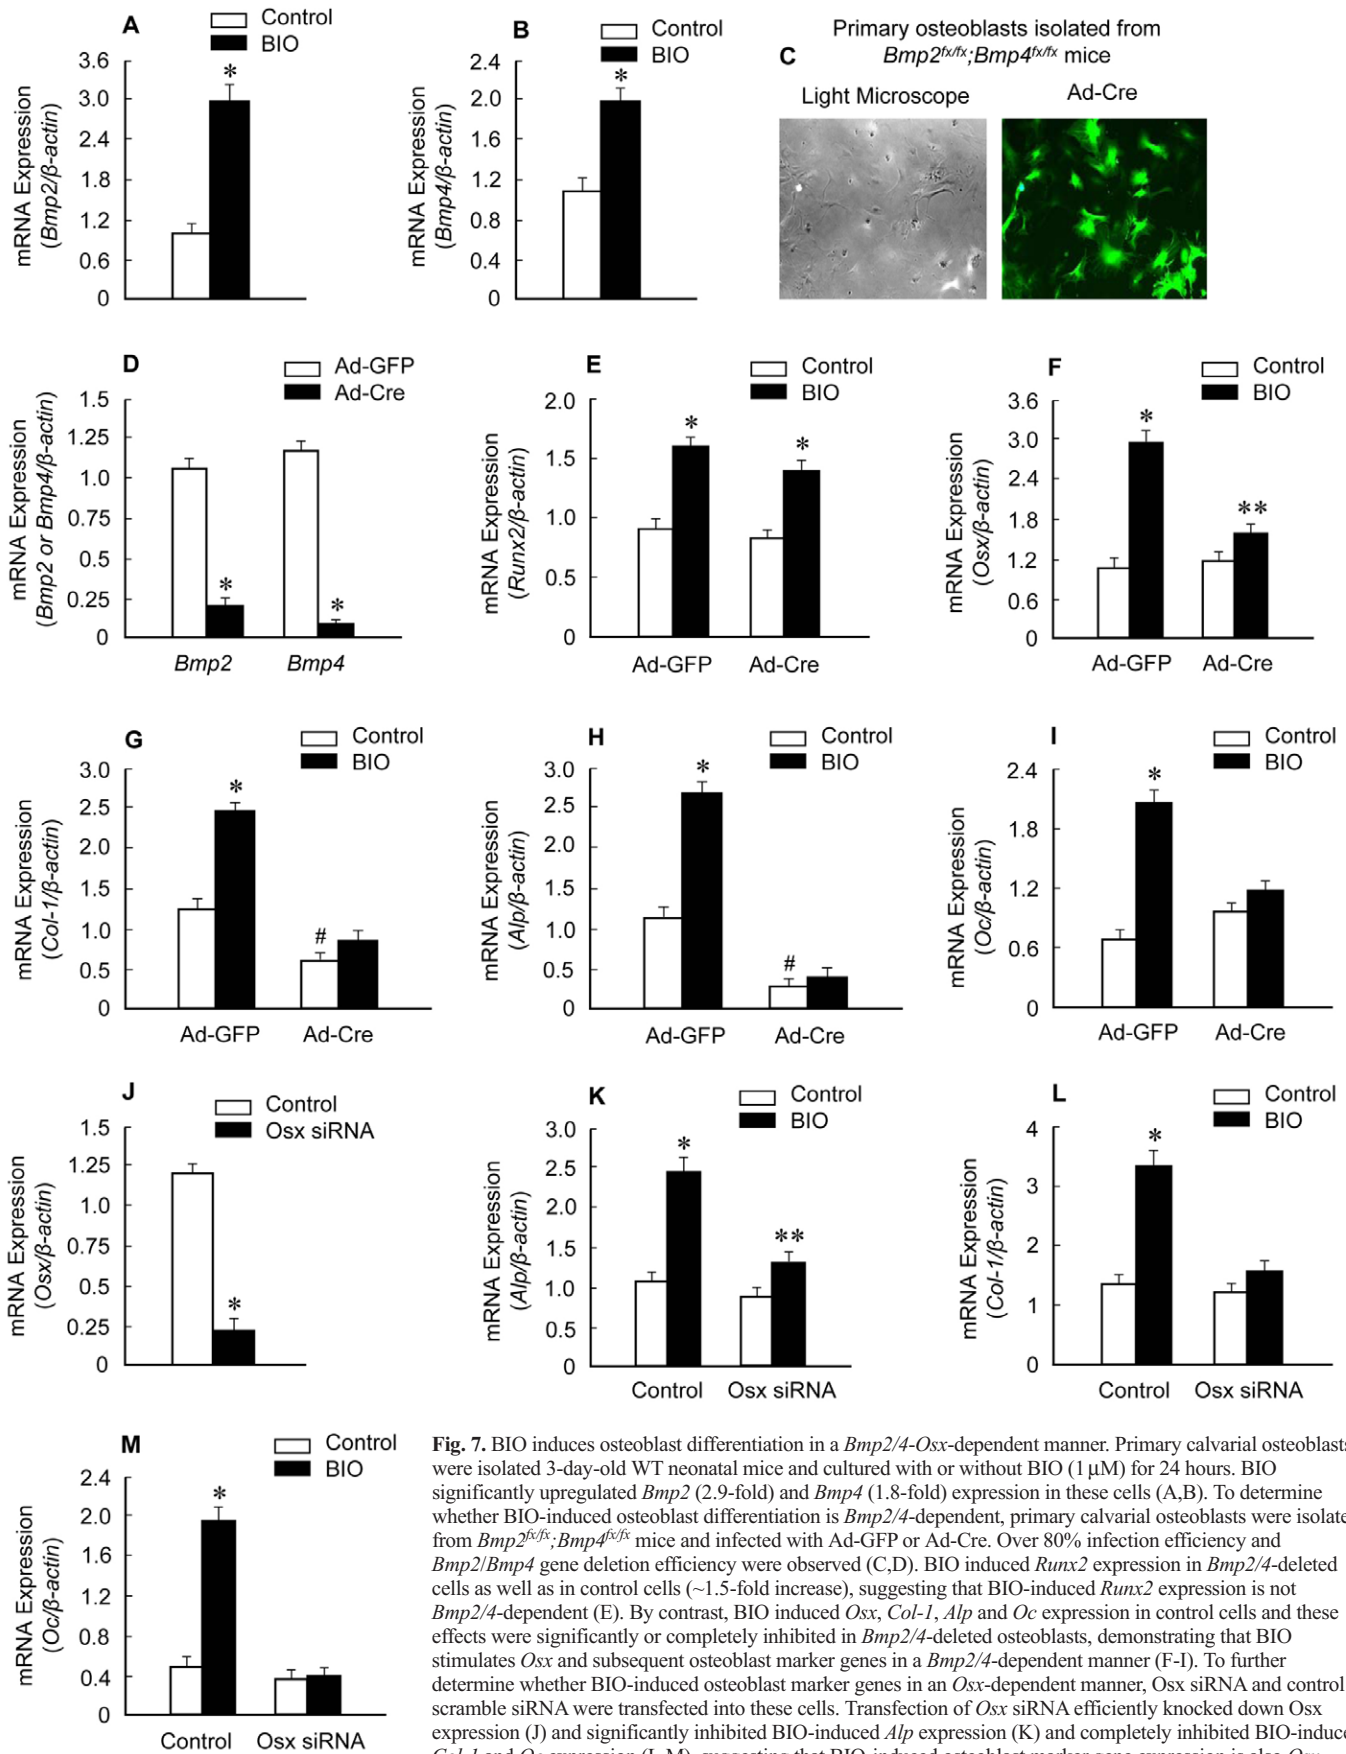 A
Control
BIO
3.6
3.0
2.4
1.8
1.2
0.6
0
mRNA Expression
(Bmp2/β-actin)
*
B
Control
BIO
2.4
2.0
1.6
1.2
0.8
0.4
0
mRNA Expression
(Bmp4/β-actin)
*
C
Primary osteoblasts isolated from
Bmp2fx/fx;Bmp4fx/fx mice
Light Microscope
Ad-Cre
D
Ad-GFP
Ad-Cre
1.5
1.25
1.0
0.75
0.5
0.25
0
mRNA Expression
(Bmp2 or Bmp4/β-actin)
*
*
Bmp2
Bmp4
E
Control
BIO
2.0
1.5
1.0
0.5
0
mRNA Expression
(Runx2/β-actin)
*
*
Ad-GFP
Ad-Cre
F
Control
BIO
3.6
3.0
2.4
1.8
1.2
0.6
0
mRNA Expression
(Osx/β-actin)
*
**
Ad-GFP
Ad-Cre
G
Control
BIO
3.0
2.5
2.0
1.5
1.0
0.5
0
mRNA Expression
(Col-1/β-actin)
*
#
Ad-GFP
Ad-Cre
H
Control
BIO
3.0
2.5
2.0
1.5
1.0
0.5
0
mRNA Expression
(Alp/β-actin)
*
#
Ad-GFP
Ad-Cre
I
Control
BIO
2.4
1.8
1.2
0.6
0
mRNA Expression
(Oc/β-actin)
*
Ad-GFP
Ad-Cre
J
Control
Osx siRNA
1.5
1.25
1.0
0.75
0.5
0.25
0
mRNA Expression
(Osx/β-actin)
*
K
Control
BIO
3.0
2.5
2.0
1.5
1.0
0.5
0
mRNA Expression
(Alp/β-actin)
*
**
Control
Osx siRNA
L
Control
BIO
4
3
2
1
0
mRNA Expression
(Col-1/β-actin)
*
Control
Osx siRNA
M
Control
BIO
2.4
2.0
1.6
1.2
0.8
0.4
0
mRNA Expression
(Oc/β-actin)
*
Control
Osx siRNA
Fig. 7. BIO induces osteoblast differentiation in a Bmp2/4-Osx-dependent manner. Primary calvarial osteoblasts
were isolated 3-day-old WT neonatal mice and cultured with or without BIO (1 μM) for 24 hours. BIO
significantly upregulated Bmp2 (2.9-fold) and Bmp4 (1.8-fold) expression in these cells (A,B). To determine
whether BIO-induced osteoblast differentiation is Bmp2/4-dependent, primary calvarial osteoblasts were isolate
from Bmp2fx/fx;Bmp4fx/fx mice and infected with Ad-GFP or Ad-Cre. Over 80% infection efficiency and
Bmp2/Bmp4 gene deletion efficiency were observed (C,D). BIO induced Runx2 expression in Bmp2/4-deleted
cells as well as in control cells (~1.5-fold increase), suggesting that BIO-induced Runx2 expression is not
Bmp2/4-dependent (E). By contrast, BIO induced Osx, Col-1, Alp and Oc expression in control cells and these
effects were significantly or completely inhibited in Bmp2/4-deleted osteoblasts, demonstrating that BIO
stimulates Osx and subsequent osteoblast marker genes in a Bmp2/4-dependent manner (F-I). To further
determine whether BIO-induced osteoblast marker genes in an Osx-dependent manner, Osx siRNA and control
scramble siRNA were transfected into these cells. Transfection of Osx siRNA efficiently knocked down Osx
expression (J) and significantly inhibited BIO-induced Alp expression (K) and completely inhibited BIO-induce
Col-1 and Oc expression (L,M), suggesting that BIO-induced osteoblast marker gene expression is also Osx